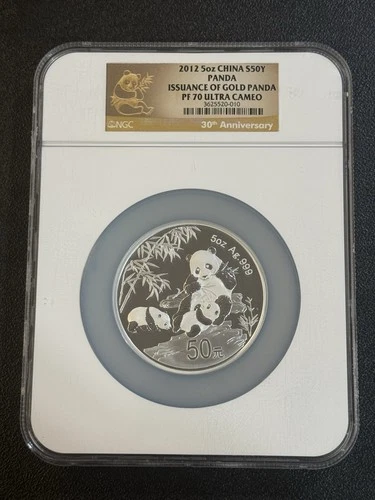 2012 5oz CHINA S50Y
PANDA
ISSUANCE OF GOLD PANDA
PF 70 ULTRA CAMEO
3625520-010
NGC
30th Anniversary
5oz Ag.999
50元